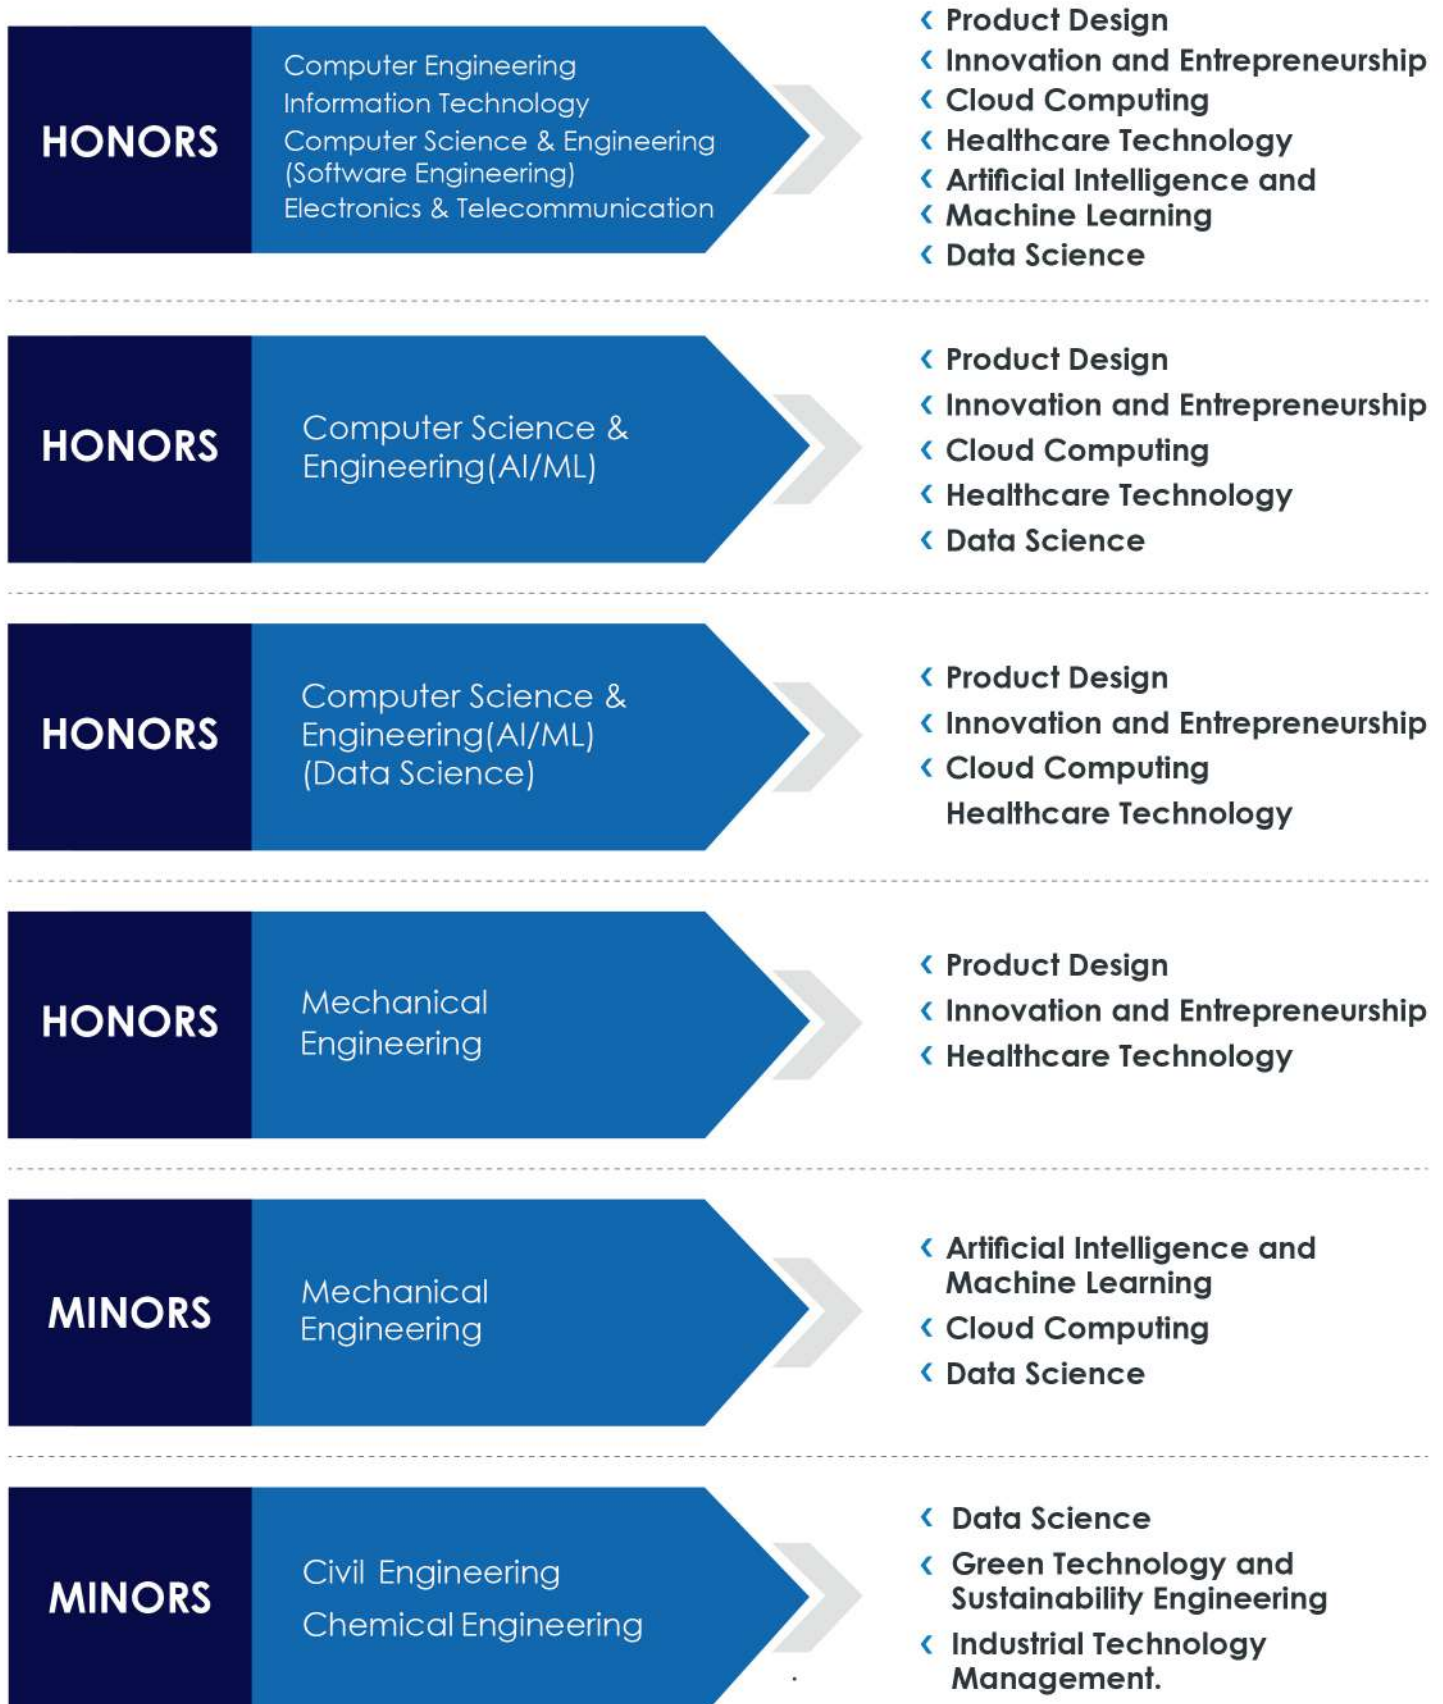 HONORS
Computer Engineering
Information Technology
Computer Science & Engineering
(Software Engineering)
Electronics & Telecommunication
Product Design
Innovation and Entrepreneurship
Cloud Computing
Healthcare Technology
Artificial Intelligence and
Machine Learning
Data Science
HONORS
Computer Science &
Engineering(AI/ML)
Product Design
Innovation and Entrepreneurship
Cloud Computing
Healthcare Technology
Data Science
HONORS
Computer Science &
Engineering(AI/ML)
(Data Science)
Product Design
Innovation and Entrepreneurship
Cloud Computing
Healthcare Technology
HONORS
Mechanical
Engineering
Product Design
Innovation and Entrepreneurship
Healthcare Technology
MINORS
Mechanical
Engineering
Artificial Intelligence and
Machine Learning
Cloud Computing
Data Science
MINORS
Civil Engineering
Chemical Engineering
Data Science
Green Technology and
Sustainability Engineering
Industrial Technology
Management.